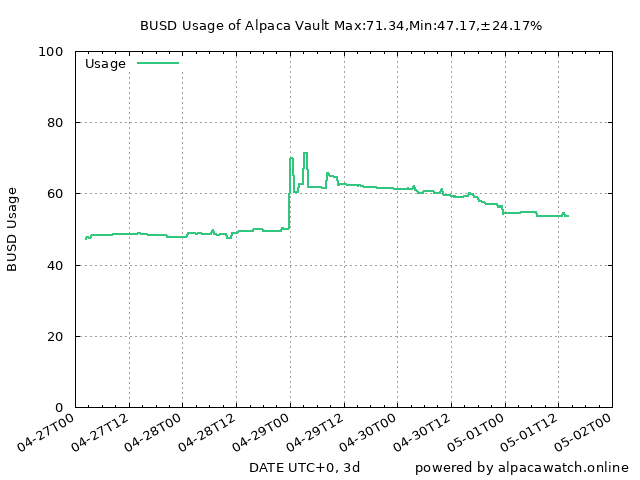 BUSD Usage of Alpaca Vault Max:71.34,Min:47.17,±24.17%
Usage
100
80
60
40
20
0
BUSD Usage
04-27T00
04-27T12
04-28T00
04-28T12
04-29T00
04-29T12
04-30T00
04-30T12
05-01T00
05-01T12
05-02T00
DATE UTC+0, 3d
powered by alpacawatch.online